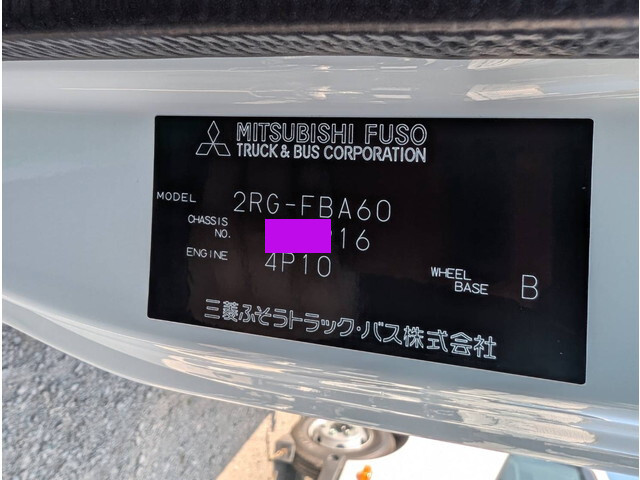 MITSUBISHI FUSO
TRUCK & BUS CORPORATION
MODEL 2RG-FBA60
CHASSIS NO. 16
ENGINE 4P10
WHEEL BASE B
三菱ふそうトラック・バス株式会社